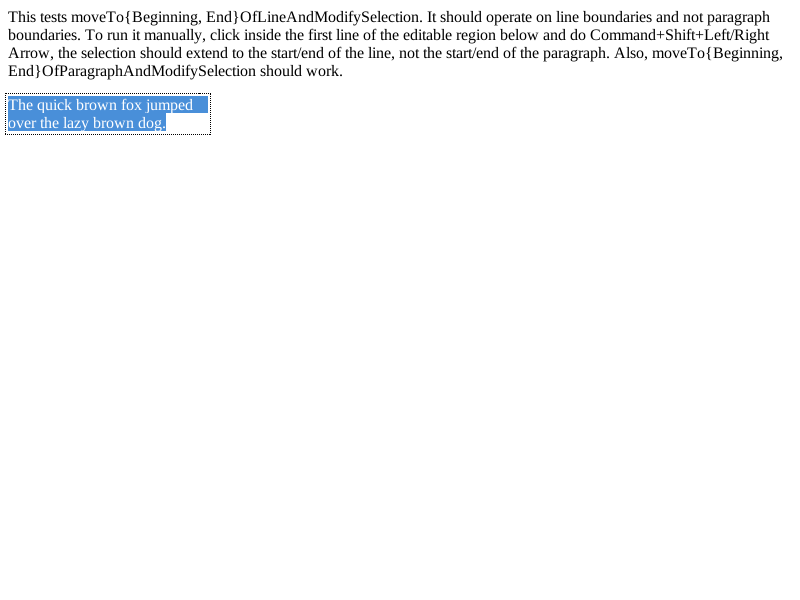 This tests moveTo{Beginning, End}OfLineAndModifySelection. It should operate on line boundaries and not paragraph
boundaries. To run it manually, click inside the first line of the editable region below and do Command+Shift+Left/Right
Arrow, the selection should extend to the start/end of the line, not the start/end of the paragraph. Also, moveTo{Beginning,
End}OfParagraphAndModifySelection should work.
The quick brown fox jumped
over the lazy brown dog.